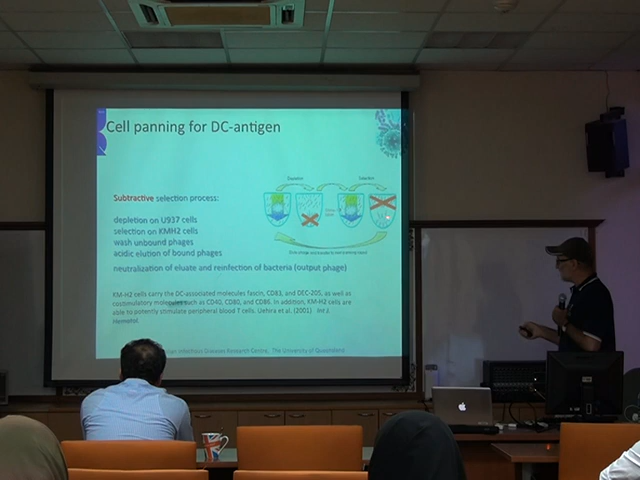 Cell panning for DC-antigen
Depletion
Selection
Subtractive selection process:
depletion on U937 cells
selection on KMH2 cells
wash unbound phages
acidic elution of bound phages
neutralization of eluate and reinfection of bacteria (output phage)
KM-H2 cells carry the DC-associated molecules fascin, CD83, and DEC-205, as well as
costimulatory molecules such as CD40, CD80, and CD86. In addition, KM-H2 cells are
able to potently stimulate peripheral blood T cells. Uehira et al. (2001) Int J
Hematol.
Infectious Diseases Research Centre, The University of Queensland